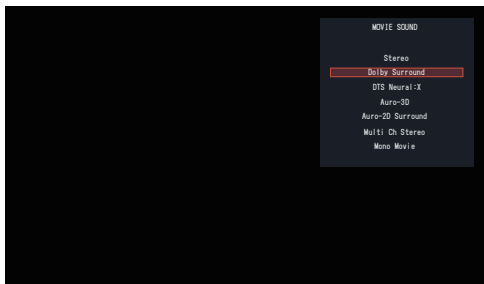 MOVIE SOUND
Stereo
Dolby Surround
DTS Neural:X
Auro-3D
Auro-2D Surround
Multi Ch Stereo
Mono Movie